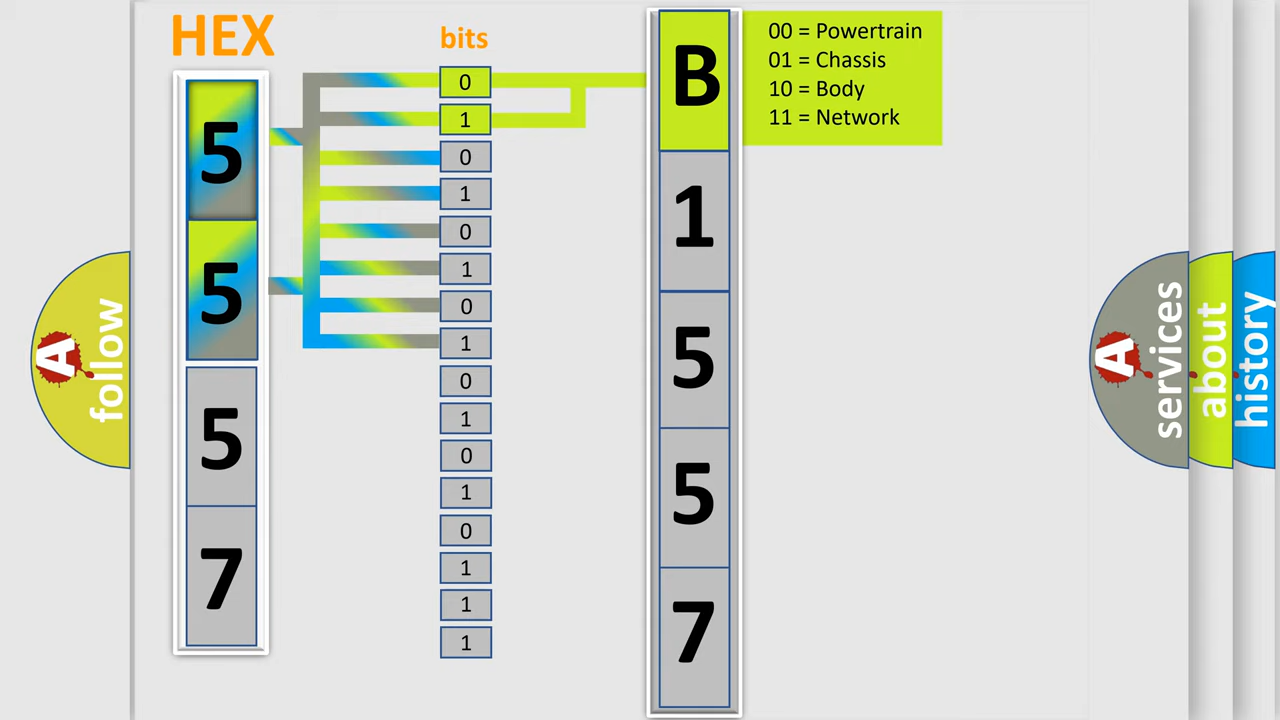 HEX
bits
5
5
5
7
0
1
0
1
0
1
0
1
0
1
0
1
0
1
1
1
B
1
5
5
7
00 = Powertrain
01 = Chassis
10 = Body
11 = Network
A
follow
A
services
about
history